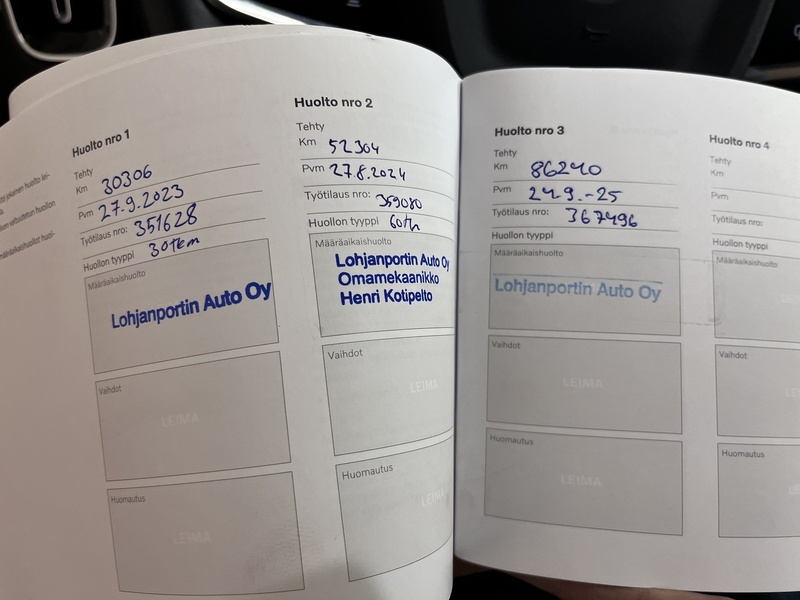 Huolto nro 1
Tehty
Km 30306
Pvm 27.9.2023
Työtilaus nro: 351628
Huollon tyyppi 30tkm
Määräaikaishuolto
Lohjanportin Auto Oy
Vaihdot
LEIMA
Huomautus
LEIMA
Huolto nro 2
Tehty
Km 52304
Pvm 27.8.2024
Työtilaus nro: 359080
Huollon tyyppi 60th
Määräaikaishuolto
Lohjanportin Auto Oy
Omamekaanikko
Henri Kotipelto
Vaihdot
LEIMA
Huomautus
LEIMA
Huolto nro 3
Tehty
Km 86240
Pvm 24.9.-25
Työtilaus nro: 367496
Huollon tyyppi
Määräaikaishuolto
Lohjanportin Auto Oy
Vaihdot
LEIMA
Huomautus
LEIMA
Huolto nro 4
Tehty
Km
Pvm
Työtilaus nro:
Huollon tyyppi
Määräaikaishuolto
Vaihdot
Huomautus